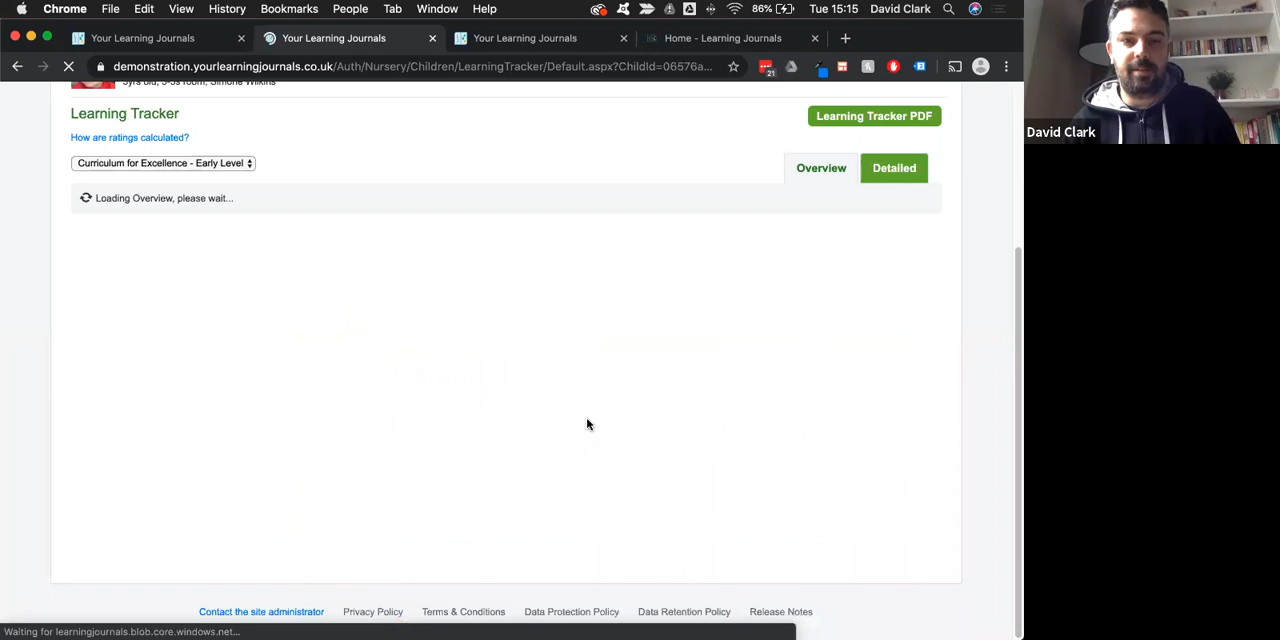 Chrome File Edit View History Bookmarks People Tab Window Help 86% Tue 15:15 David Clark
Your Learning Journals Your Learning Journals Your Learning Journals Home - Learning Journals
demonstration.yourlearningjournals.co.uk/Auth/Nursery/Children/LearningTracker/Default.aspx?ChildId=06576a... 21
David Clark
Learning Tracker Learning Tracker PDF
How are ratings calculated?
Curriculum for Excellence - Early Level Overview Detailed
Loading Overview, please wait...
Contact the site administrator Privacy Policy Terms & Conditions Data Protection Policy Data Retention Policy Release Notes
Waiting for learningjournals.blob.core.windows.net...